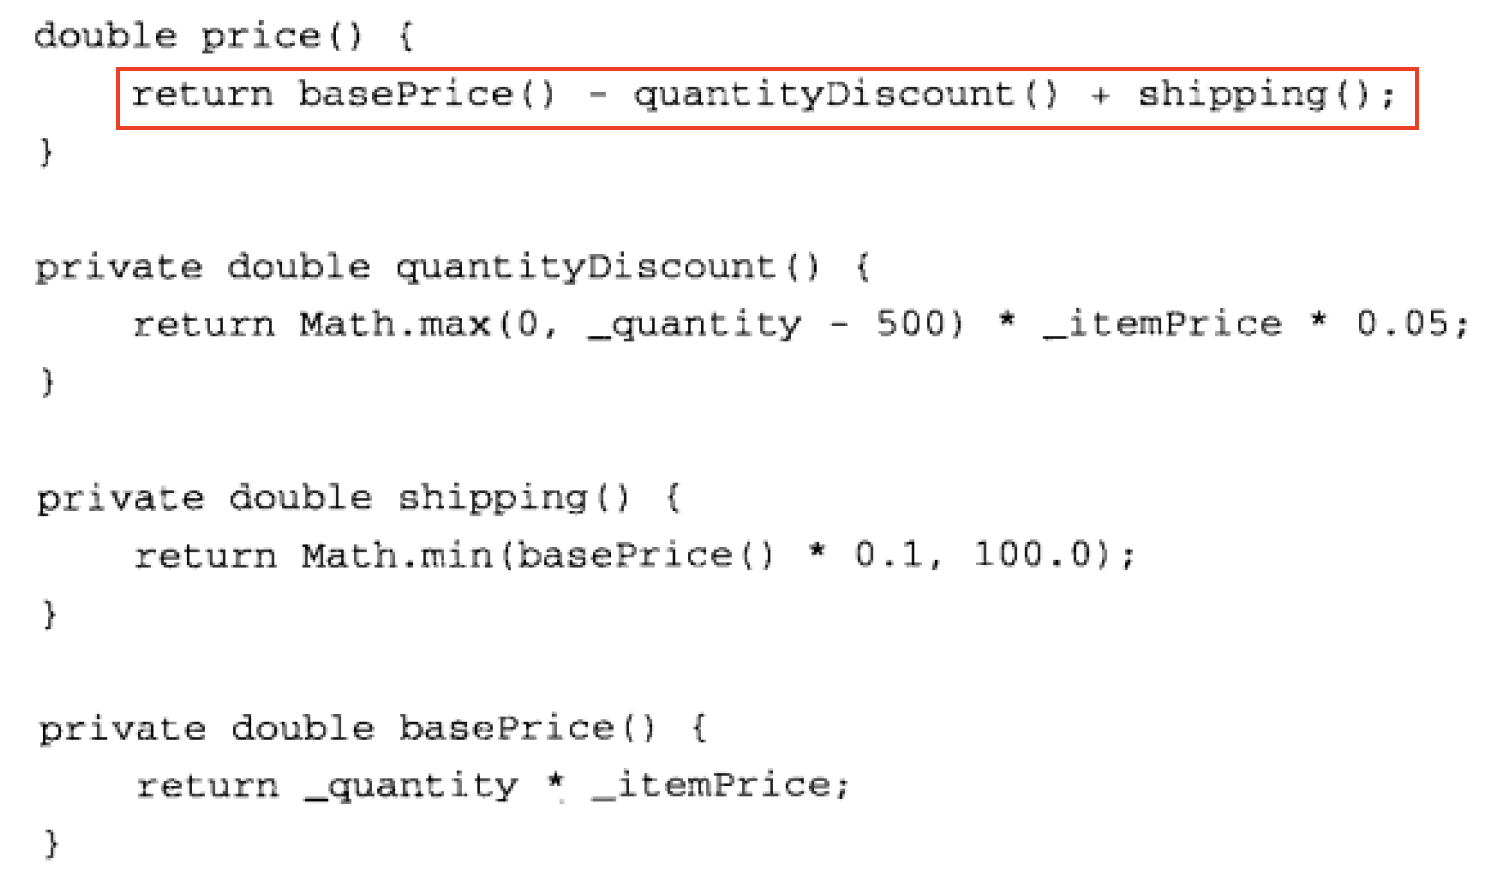 double price() {
    return basePrice() - quantityDiscount() + shipping();
}

private double quantityDiscount() {
    return Math.max(0, _quantity - 500) * _itemPrice * 0.05;
}

private double shipping() {
    return Math.min(basePrice() * 0.1, 100.0);
}

private double basePrice() {
    return _quantity * _itemPrice;
}